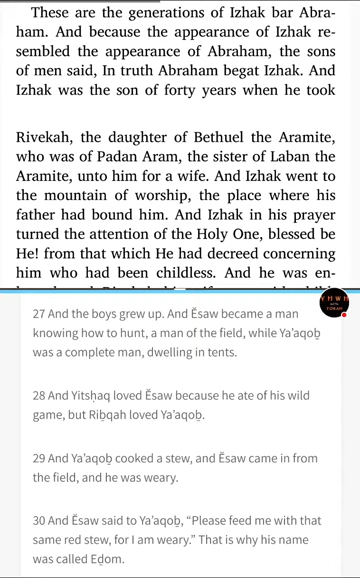 These are the generations of Izhak bar Abra-
ham. And because the appearance of Izhak re-
sembled the appearance of Abraham, the sons
of men said, In truth Abraham begat Izhak. And
Izhak was the son of forty years when he took
Rivekah, the daughter of Bethuel the Aramite,
who was of Padan Aram, the sister of Laban the
Aramite, unto him for a wife. And Izhak went to
the mountain of worship, the place where his
father had bound him. And Izhak in his prayer
turned the attention of the Holy One, blessed be
He! from that which He had decreed concerning
him who had been childless. And he was en-
27 And the boys grew up. And Ěsaw became a man
knowing how to hunt, a man of the field, while Ya’aqoḇ
was a complete man, dwelling in tents.
28 And Yitsḥaq loved Ěsaw because he ate of his wild
game, but Riḇqah loved Ya’aqoḇ.
29 And Ya’aqoḇ cooked a stew, and Ěsaw came in from
the field, and he was weary.
30 And Ěsaw said to Ya’aqoḇ, “Please feed me with that
same red stew, for I am weary.” That is why his name
was called Eḏom.